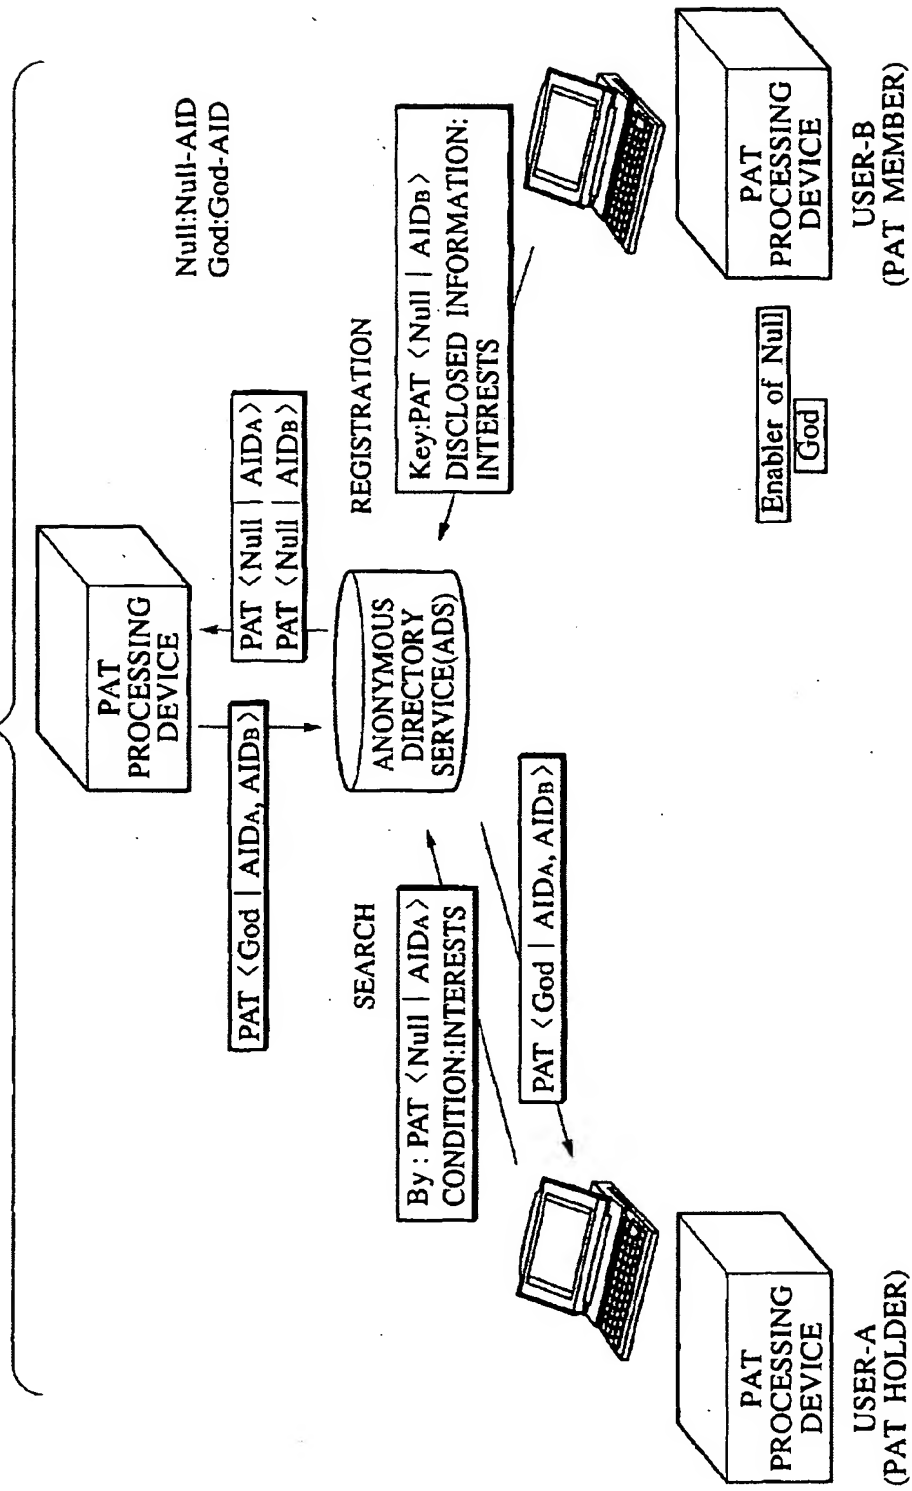 Null:Null-AID
God:God-AID
PAT
PROCESSING
DEVICE
PAT <God | AIDA, AIDB>
PAT <Null | AIDA>
PAT <Null | AIDB>
SEARCH
REGISTRATION
ANONYMOUS
DIRECTORY
SERVICE(ADS)
By : PAT <Null | AIDA>
CONDITION:INTERESTS
Key:PAT <Null | AIDB>
DISCLOSED INFORMATION:
INTERESTS
PAT <God | AIDA, AIDB>
PAT
PROCESSING
DEVICE
USER-A
(PAT HOLDER)
Enabler of Null
God
PAT
PROCESSING
DEVICE
USER-B
(PAT MEMBER)